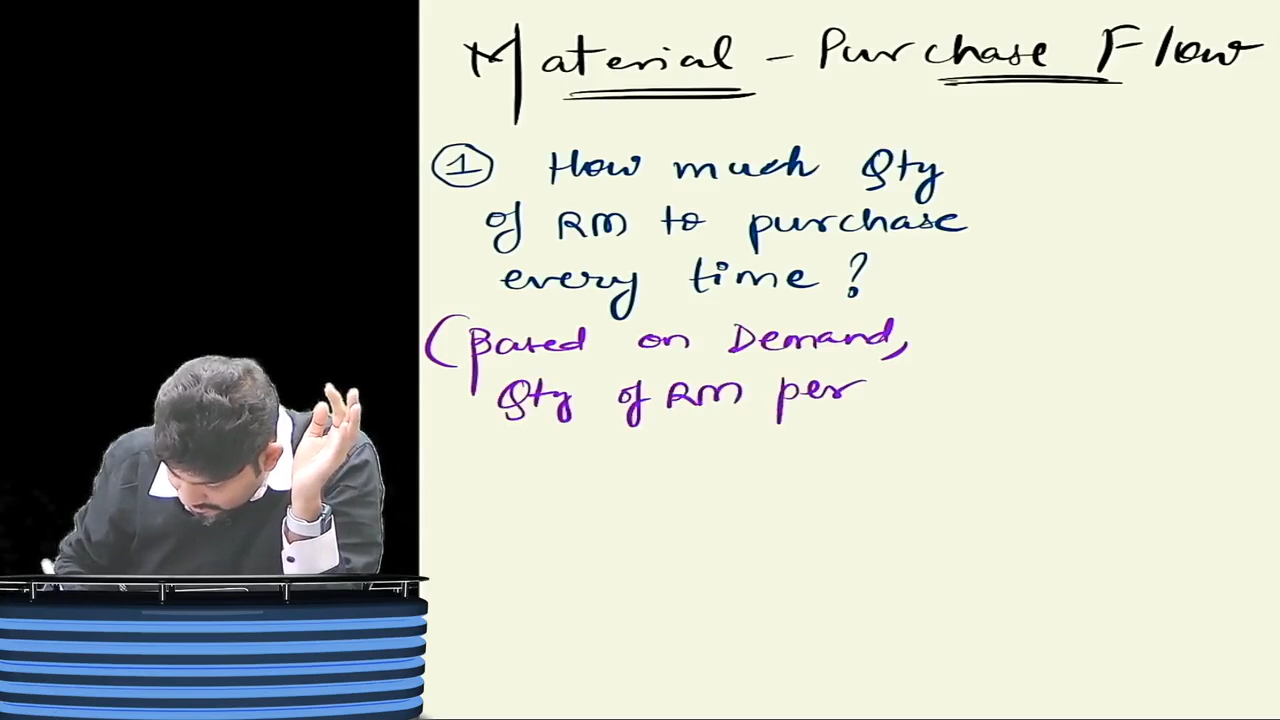 Material - Purchase Flow
① How much Qty
of RM to purchase
every time?
(Based on Demand,
Qty of RM per